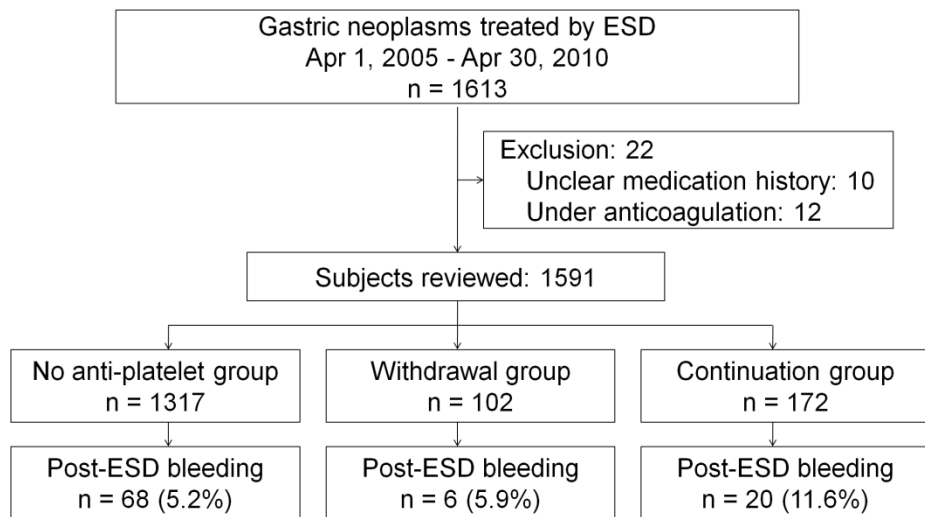 Gastric neoplasms treated by ESD
Apr 1, 2005 - Apr 30, 2010
n = 1613
Exclusion: 22
Unclear medication history: 10
Under anticoagulation: 12
Subjects reviewed: 1591
No anti-platelet group
n = 1317
Withdrawal group
n = 102
Continuation group
n = 172
Post-ESD bleeding
n = 68 (5.2%)
Post-ESD bleeding
n = 6 (5.9%)
Post-ESD bleeding
n = 20 (11.6%)